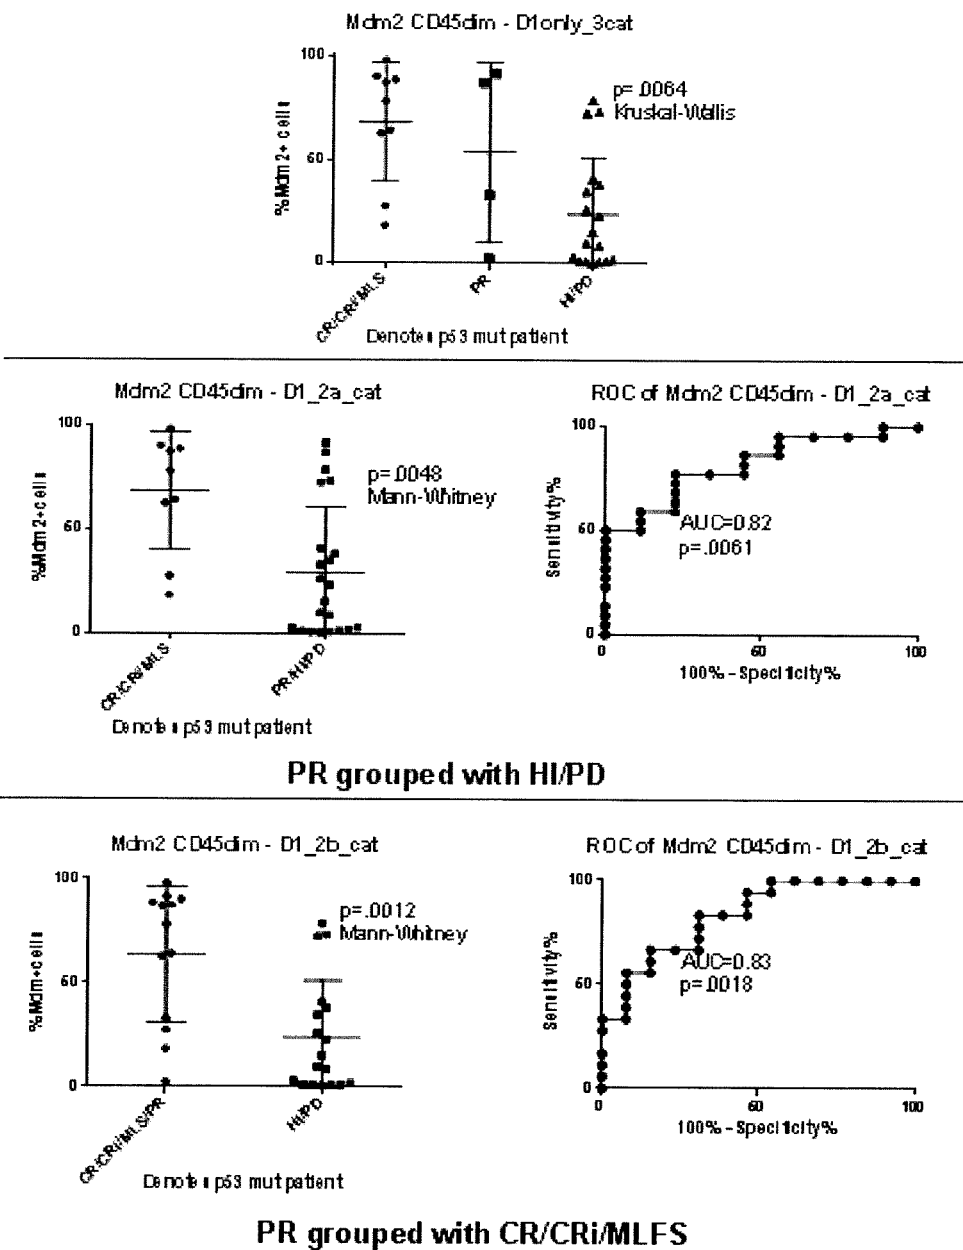 Mdm2 CD45dim - D1only_3cat
100
p=.0064
Kruskal-Wallis
%Mdm2+ cells
60
0
CR/CRi/MLS
PR
HI/PD
Denotes p53 mut patient
Mdm2 CD45dim - D1_2a_cat
100
p=.0048
Mann-Whitney
%Mdm2+cells
60
0
CR/CRi/MLS
PR/HI/PD
Denotes p53 mut patient
ROC of Mdm2 CD45dim - D1_2a_cat
100
Sensitivity%
60
AUC=0.82
p=.0061
0
0
60
100
100% - Specificity%
PR grouped with HI/PD
Mdm2 CD45dim - D1_2b_cat
100
p=.0012
Mann-Whitney
%Mdm+cells
60
0
CR/CRi/MLS/PR
HI/PD
Denotes p53 mut patient
ROC of Mdm2 CD45dim - D1_2b_cat
100
Sensitivity%
60
AUC=0.83
p=.0018
0
0
60
100
100% - Specificity%
PR grouped with CR/CRi/MLFS